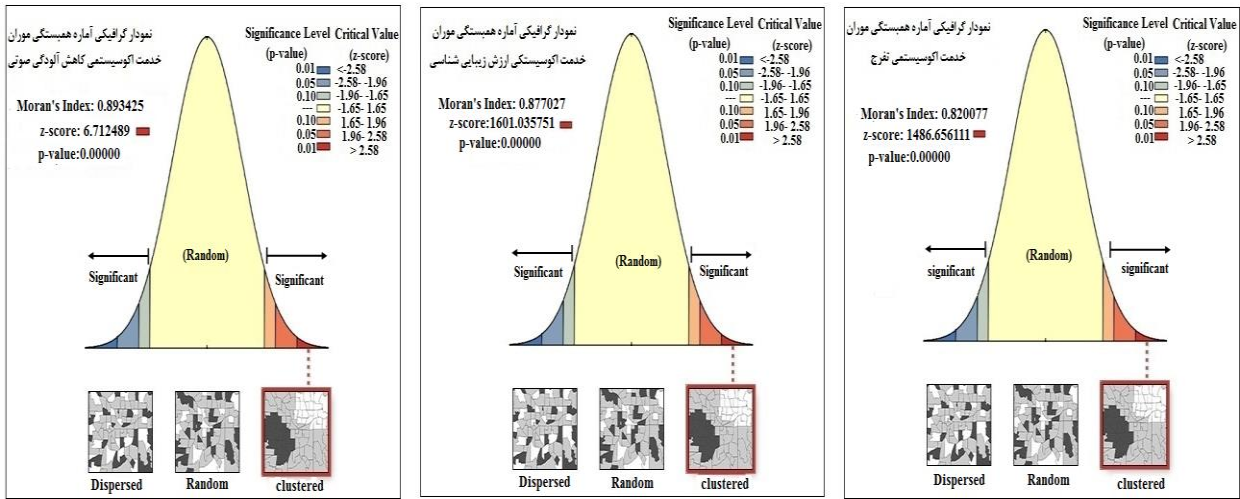 نمودار گرافیکی آماره همبستگی موران
خدمت اکوسیستمی کاهش آلودگی صوتی
Moran's Index: 0.893425
z-score: 6.712489
p-value:0.00000
Significance Level Critical Value
(p-value) (z-score)
0.01 <-2.58
0.05 -2.58- -1.96
0.10 -1.96- -1.65
--- -1.65- 1.65
0.10 1.65- 1.96
0.05 1.96- 2.58
0.01 > 2.58
Significant
(Random)
Significant
Dispersed
Random
clustered
نمودار گرافیکی آماره همبستگی موران
خدمت اکوسیستکی ارزش زیبایی شناسی
Moran's Index: 0.877027
z-score:1601.035751
p-value:0.00000
Significance Level Critical Value
(p-value) (z-score)
0.01 <-2.58
0.05 -2.58- -1.96
0.10 -1.96- -1.65
--- -1.65- 1.65
0.10 1.65- 1.96
0.05 1.96- 2.58
0.01 > 2.58
Significant
(Random)
Significant
Dispersed
Random
clustered
نمودار گرافیکی آماره همبستگی موران
خدمت اکوسیستمی تفرج
Moran's Index: 0.820077
z-score: 1486.656111
p-value:0.00000
Significance Level Critical Value
(p-value) (z-score)
0.01 <-2.58
0.05 -2.58- -1.96
0.10 -1.96- -1.65
--- -1.65- 1.65
0.10 1.65- 1.96
0.05 1.96- 2.58
0.01 > 2.58
significant
(Random)
significant
Dispersed
Random
clustered